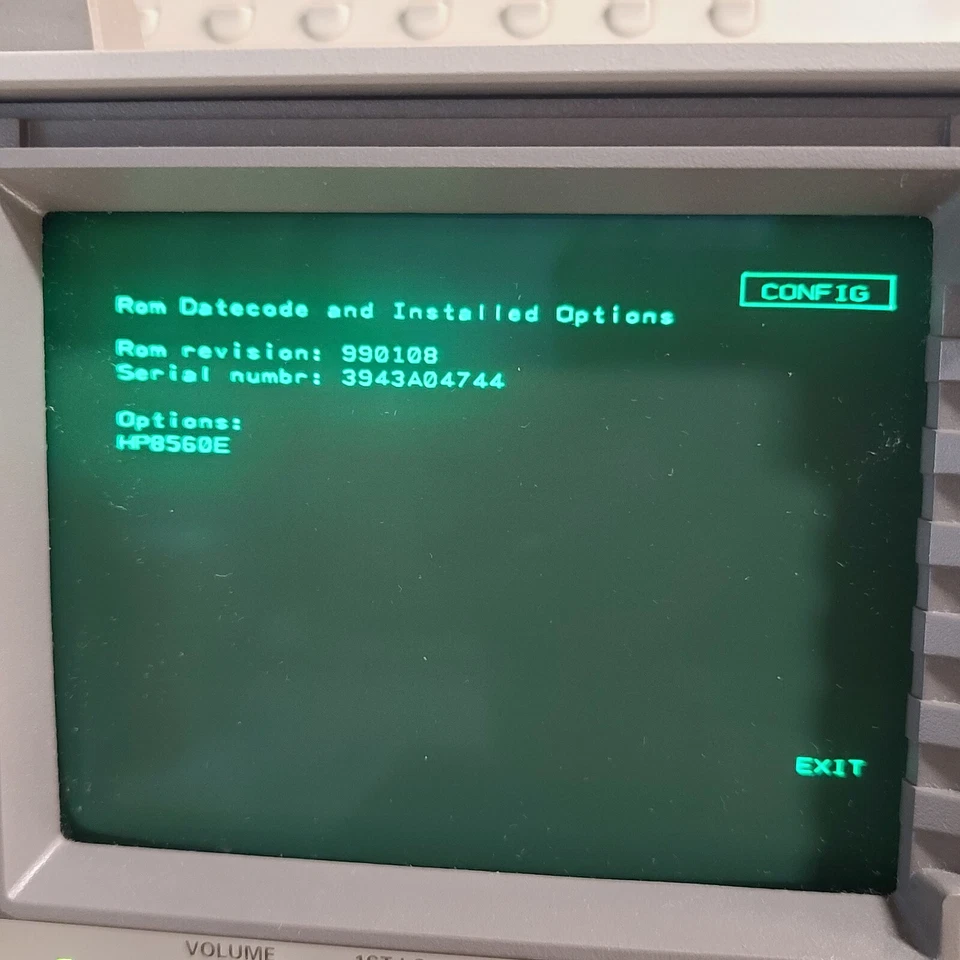 CONFIG
Rom Datecode and Installed Options
Rom revision: 990108
Serial numbr: 3943A04744
Options:
HP8560E
EXIT
VOLUME